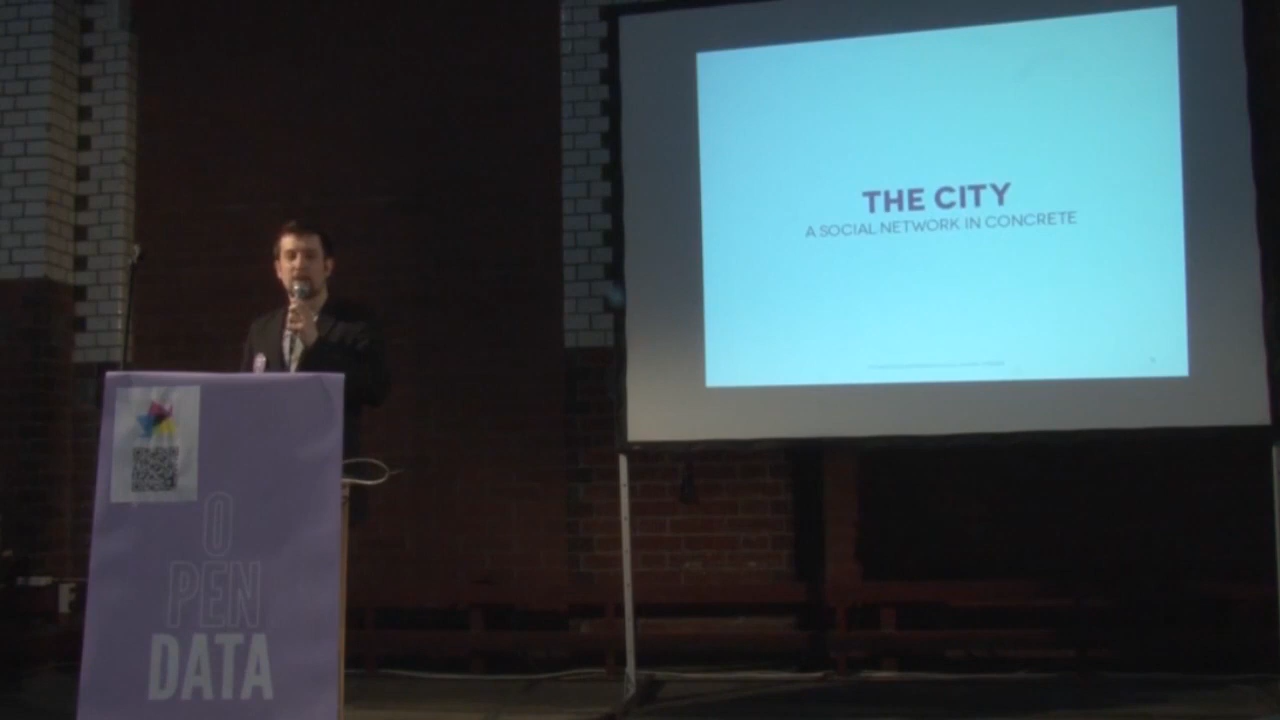 THE CITY
A SOCIAL NETWORK IN CONCRETE
O
PEN
DATA